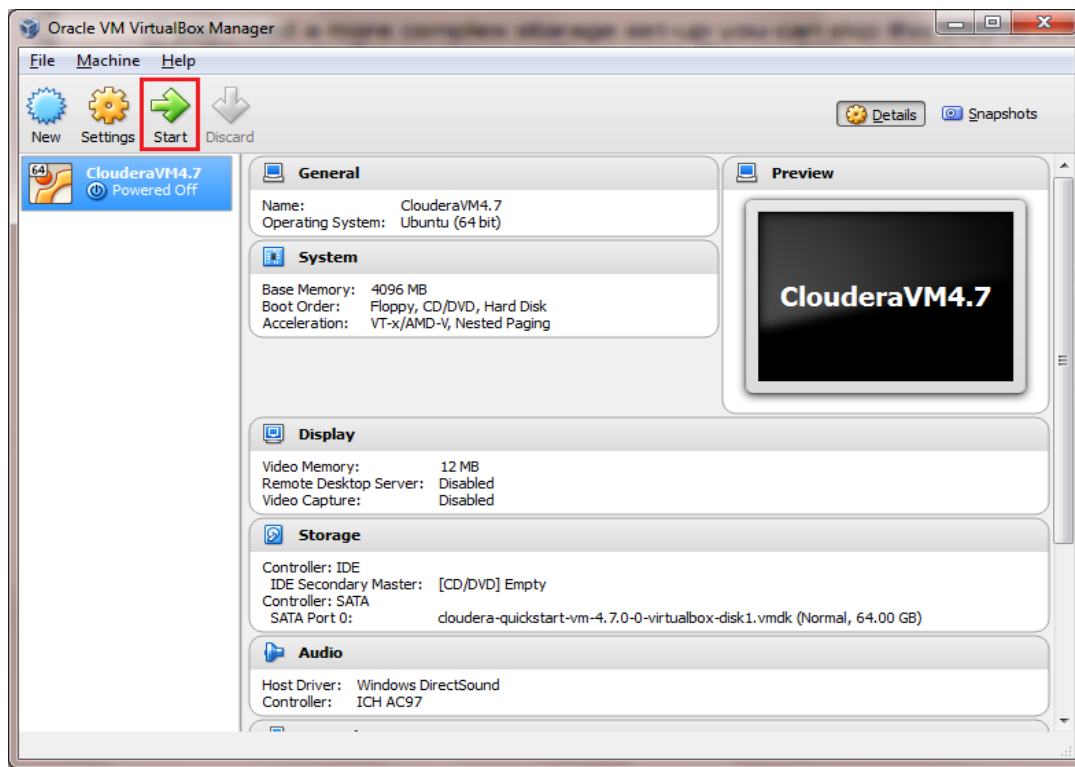 Oracle VM VirtualBox Manager
File Machine Help
New Settings Start Discard
Details Snapshots
64
ClouderaVM4.7
Powered Off
General
Name: ClouderaVM4.7
Operating System: Ubuntu (64 bit)
Preview
ClouderaVM4.7
System
Base Memory: 4096 MB
Boot Order: Floppy, CD/DVD, Hard Disk
Acceleration: VT-x/AMD-V, Nested Paging
Display
Video Memory: 12 MB
Remote Desktop Server: Disabled
Video Capture: Disabled
Storage
Controller: IDE
IDE Secondary Master: [CD/DVD] Empty
Controller: SATA
SATA Port 0: cloudera-quickstart-vm-4.7.0-0-virtualbox-disk1.vmdk (Normal, 64.00 GB)
Audio
Host Driver: Windows DirectSound
Controller: ICH AC97